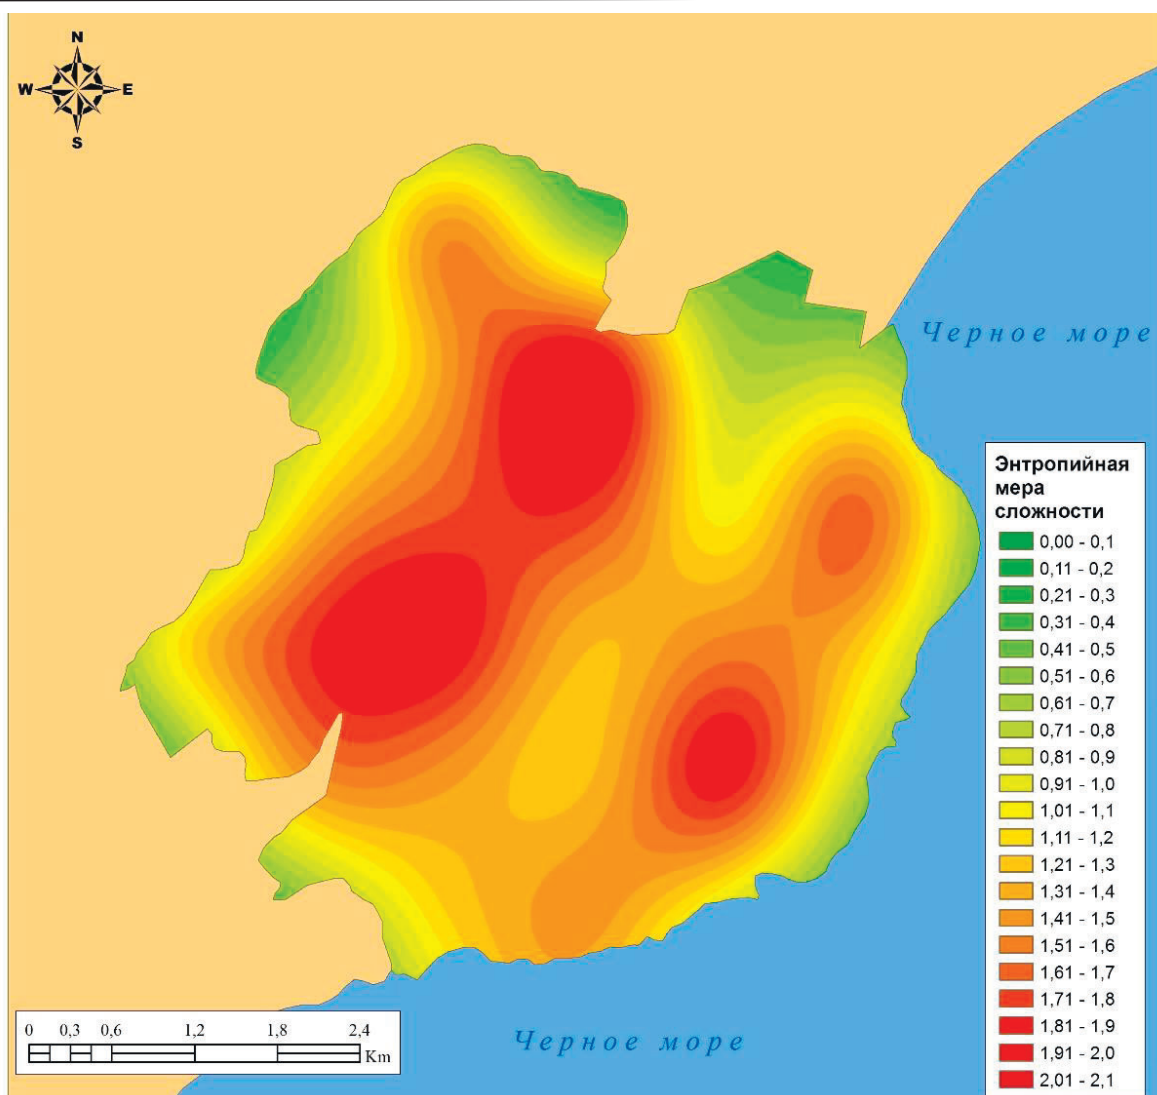 N
W E
S
Черное море
Энтропийная
мера
сложности
0,00 - 0,1
0,11 - 0,2
0,21 - 0,3
0,31 - 0,4
0,41 - 0,5
0,51 - 0,6
0,61 - 0,7
0,71 - 0,8
0,81 - 0,9
0,91 - 1,0
1,01 - 1,1
1,11 - 1,2
1,21 - 1,3
1,31 - 1,4
1,41 - 1,5
1,51 - 1,6
1,61 - 1,7
1,71 - 1,8
1,81 - 1,9
1,91 - 2,0
2,01 - 2,1
0 0,3 0,6 1,2 1,8 2,4
Km
Черное море